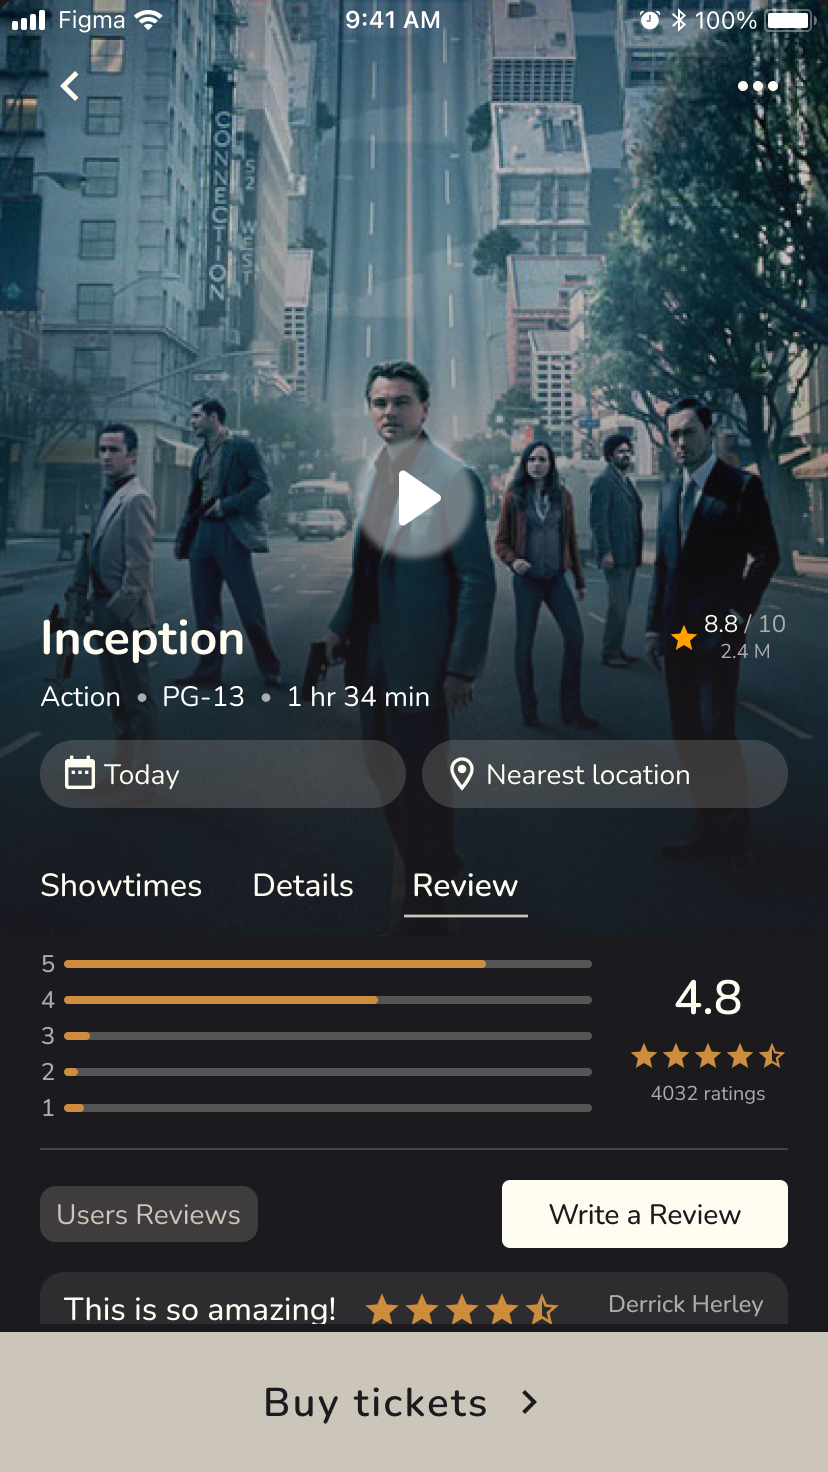 Figma 9:41 AM 100%
CONNECTION
52 WEST
Inception
8.8 / 10
2.4 M
Action • PG-13 • 1 hr 34 min
Today
Nearest location
Showtimes Details Review
5
4
3
2
1
4.8
4032 ratings
Users Reviews
Write a Review
This is so amazing!
Derrick Herley
Buy tickets >